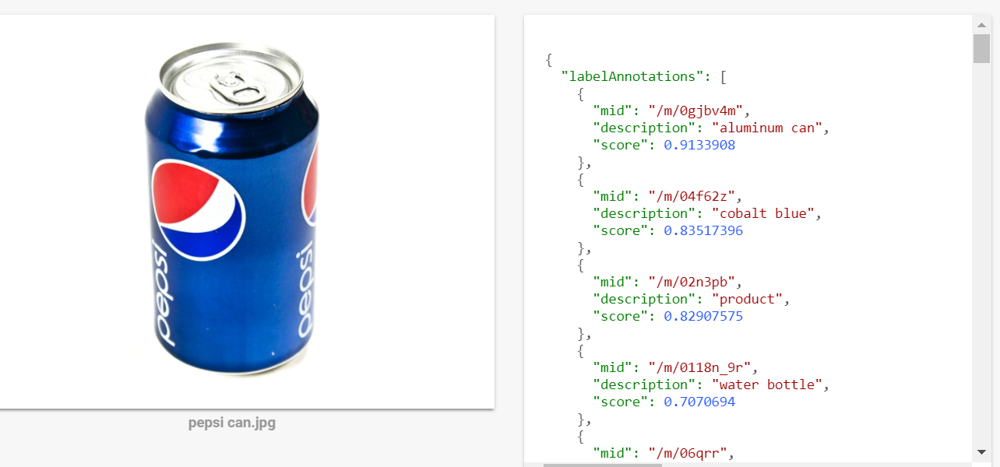 pepsi
pepsi
pepsi can.jpg
{
"labelAnnotations": [
{
"mid": "/m/0gjbv4m",
"description": "aluminum can",
"score": 0.9133908
},
{
"mid": "/m/04f62z",
"description": "cobalt blue",
"score": 0.83517396
},
{
"mid": "/m/02n3pb",
"description": "product",
"score": 0.82907575
},
{
"mid": "/m/0118n_9r",
"description": "water bottle",
"score": 0.7070694
},
{
"mid": "/m/06qrr",